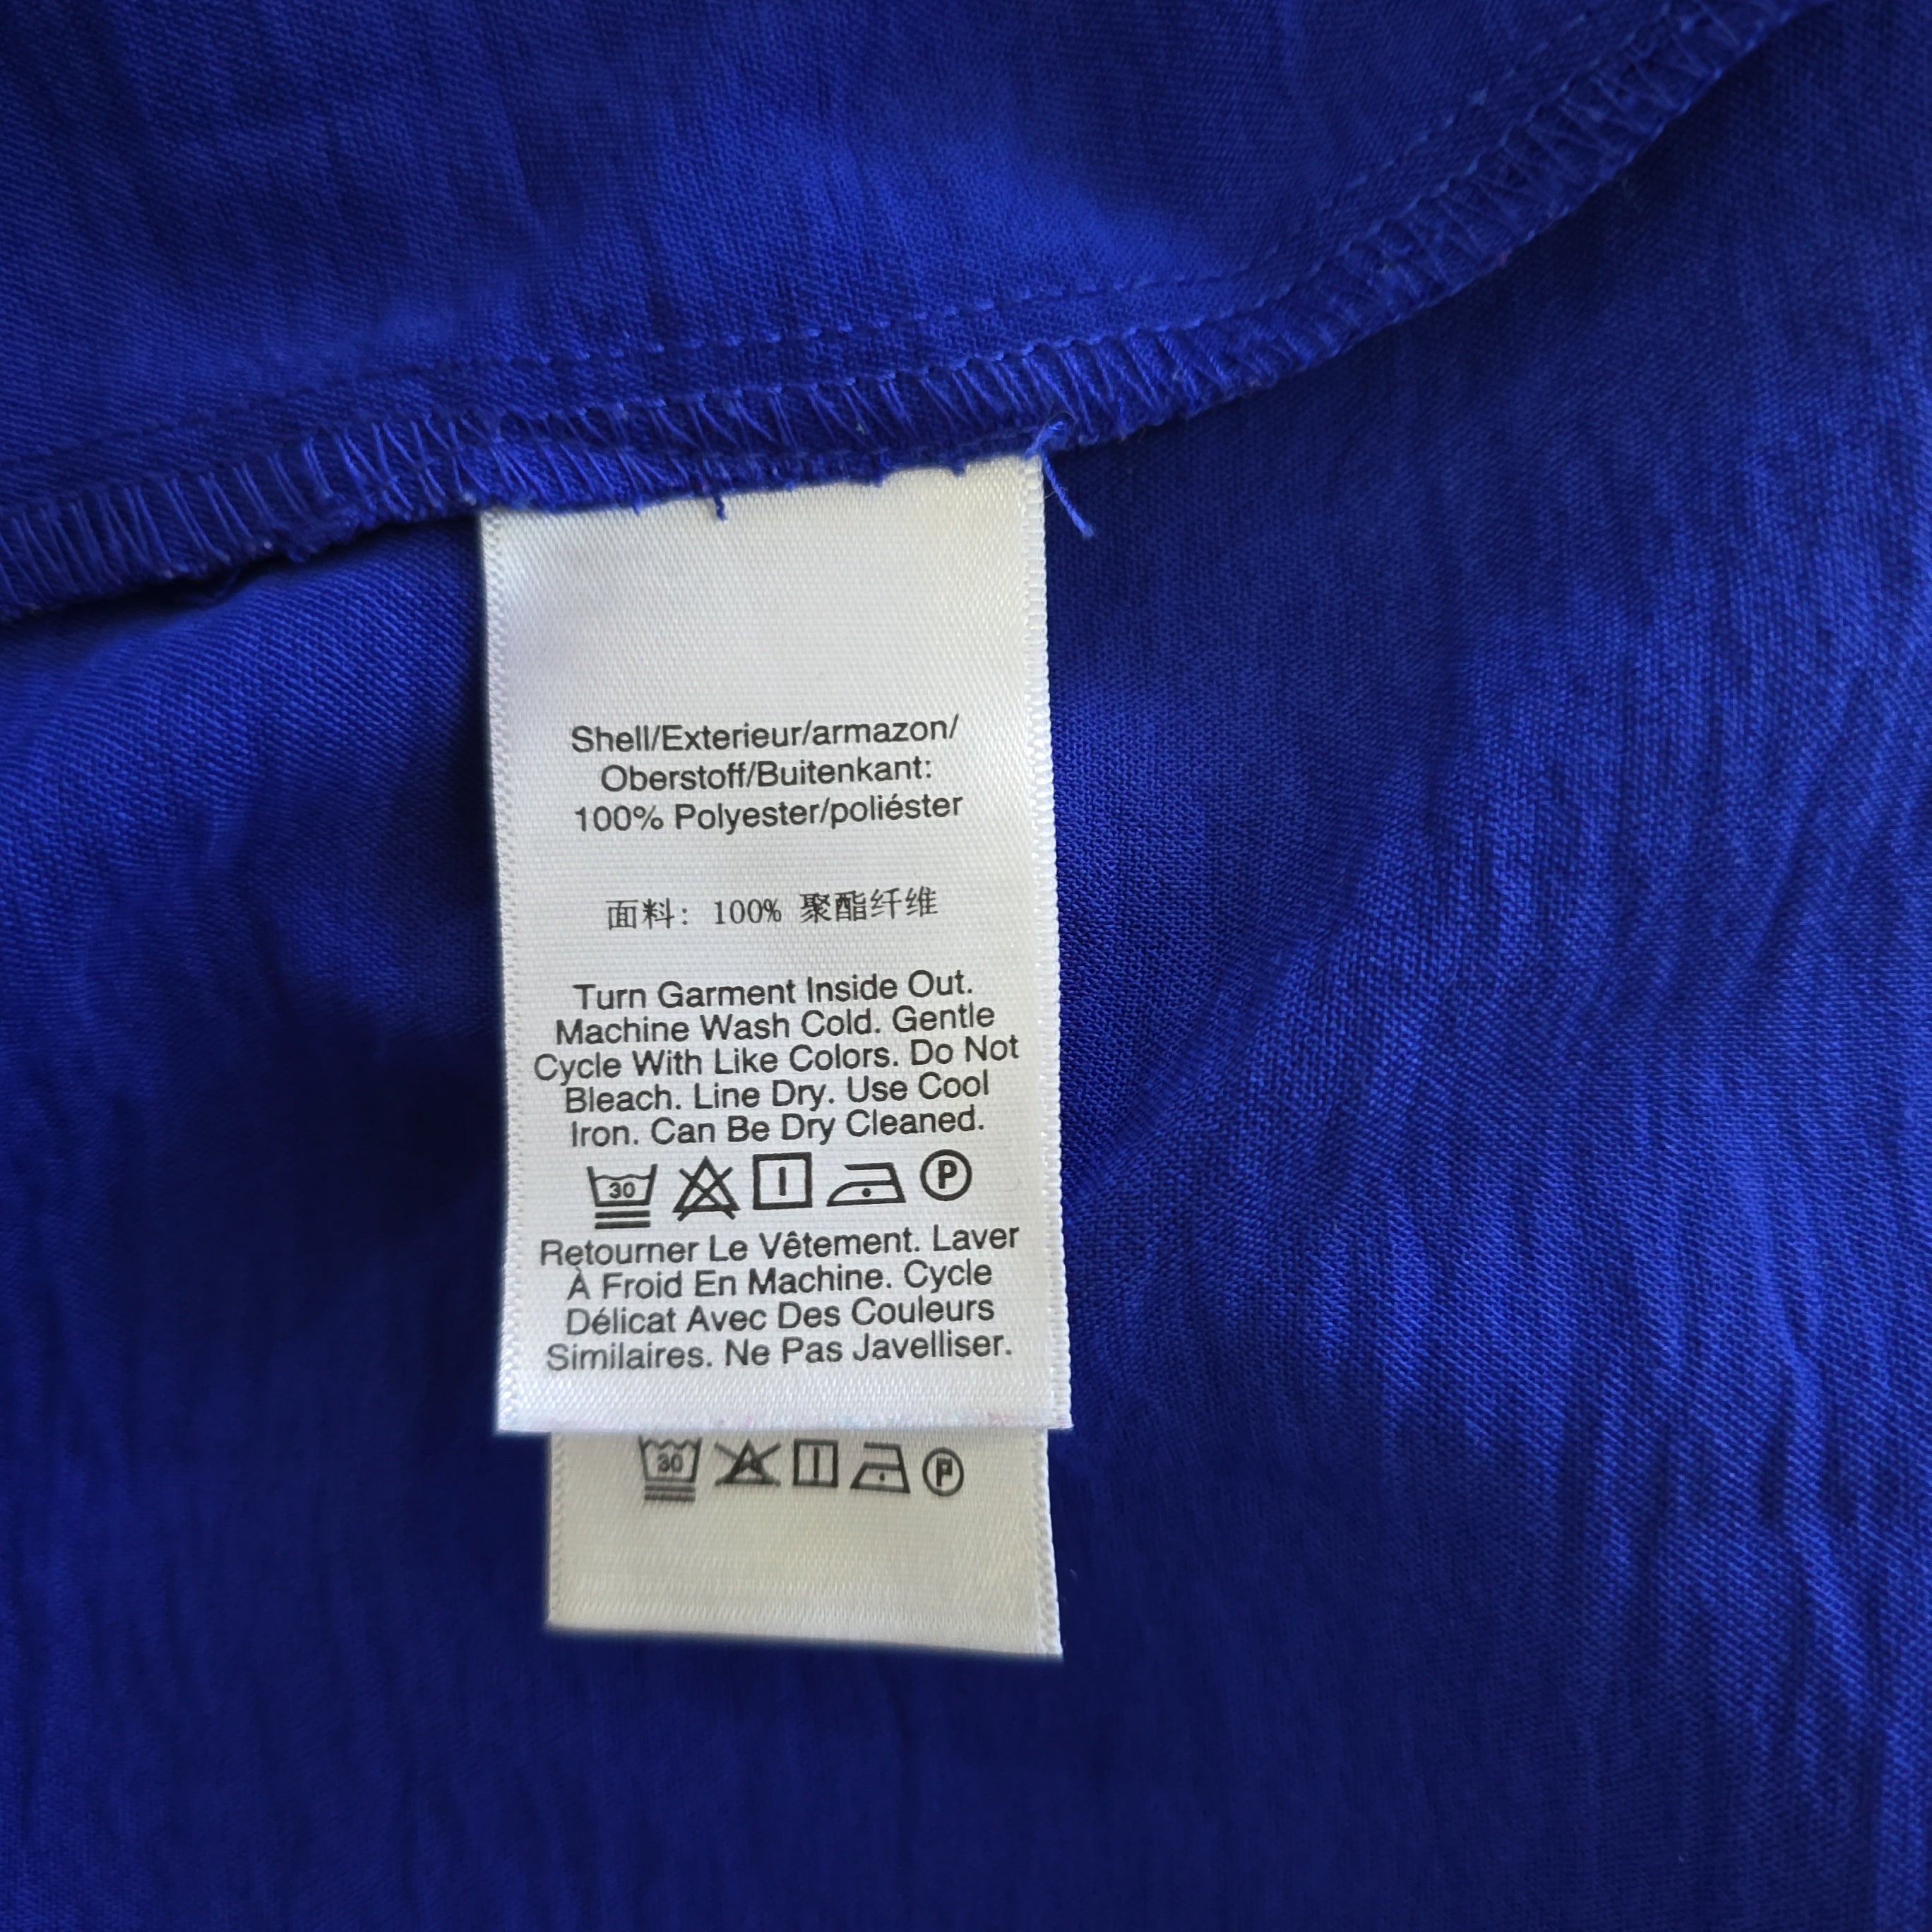 Shell/Exterieur/armazon/
Oberstoff/Buitenkant:
100% Polyester/poliéster
面料: 100% 聚酯纤维
Turn Garment Inside Out.
Machine Wash Cold. Gentle
Cycle With Like Colors. Do Not
Bleach. Line Dry. Use Cool
Iron. Can Be Dry Cleaned.
30 P
Retourner Le Vêtement. Laver
À Froid En Machine. Cycle
Délicat Avec Des Couleurs
Similaires. Ne Pas Javelliser.
30 P